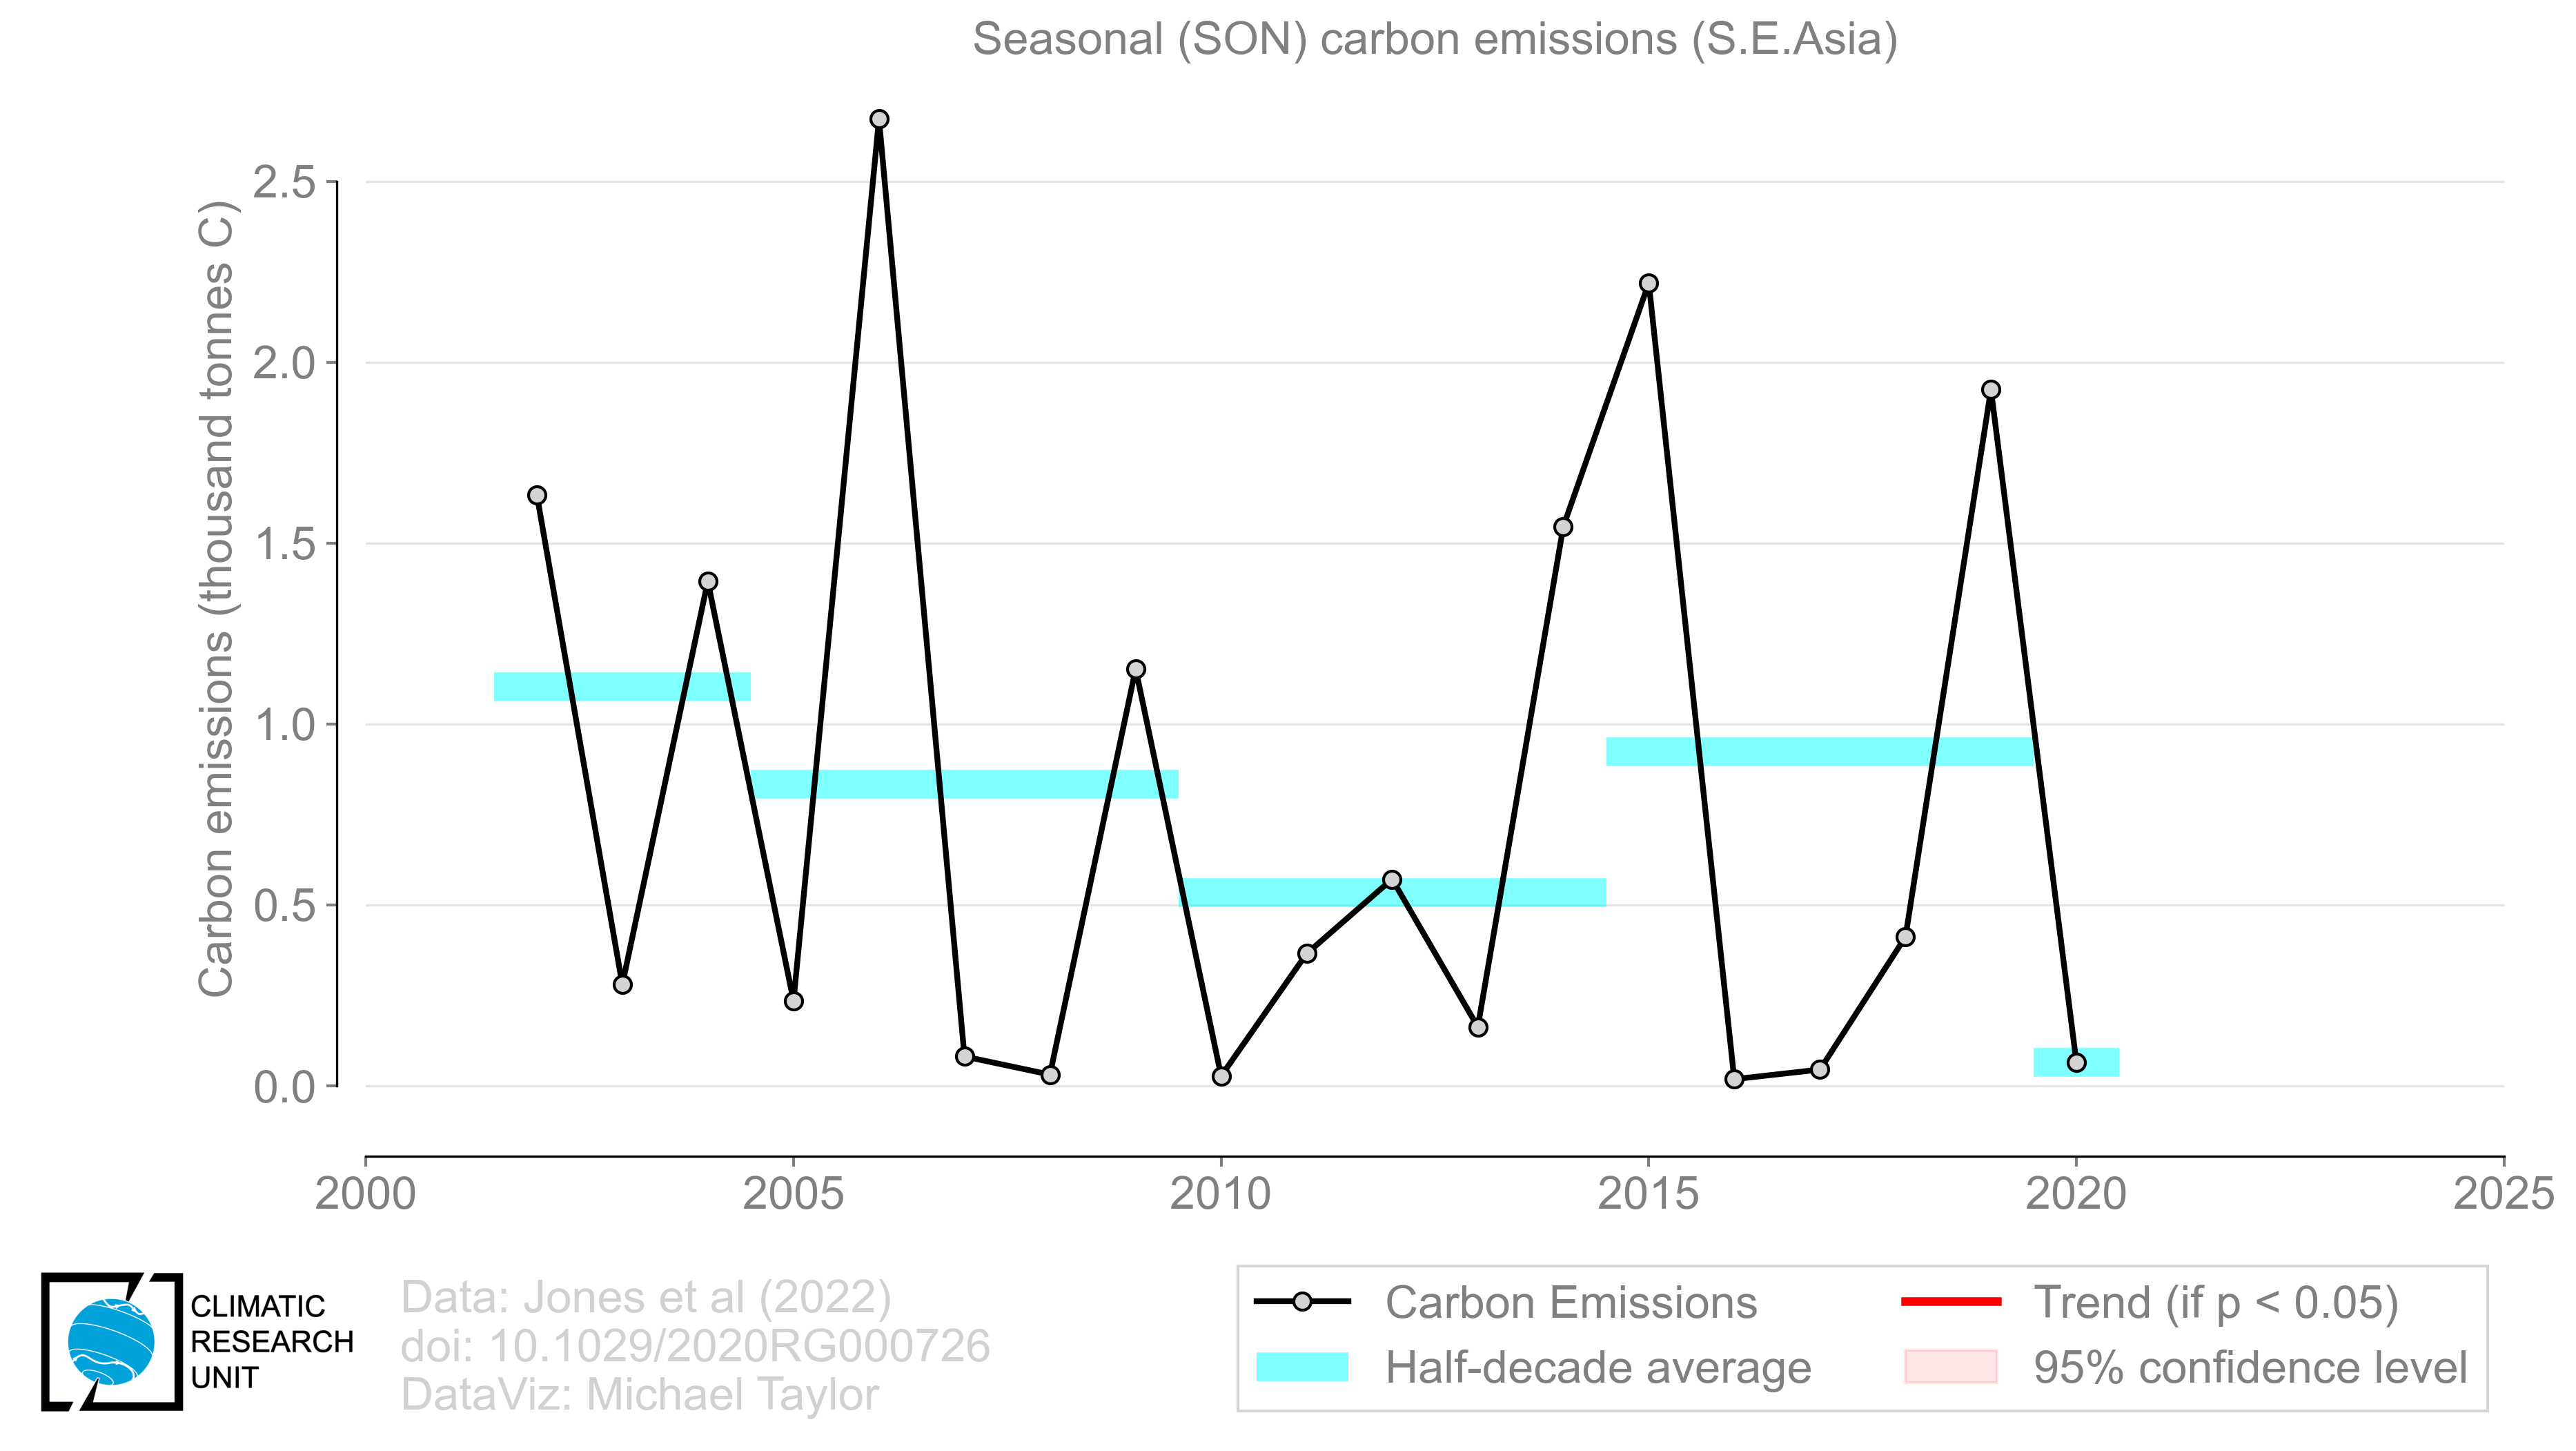 Seasonal (SON) carbon emissions (S.E.Asia)
Carbon emissions (thousand tonnes C)
2.5
2.0
1.5
1.0
0.5
0.0
2000 2005 2010 2015 2020 2025
CLIMATIC
RESEARCH
UNIT
Data: Jones et al (2022)
doi: 10.1029/2020RG000726
DataViz: Michael Taylor
Carbon Emissions
Half-decade average
Trend (if p < 0.05)
95% confidence level